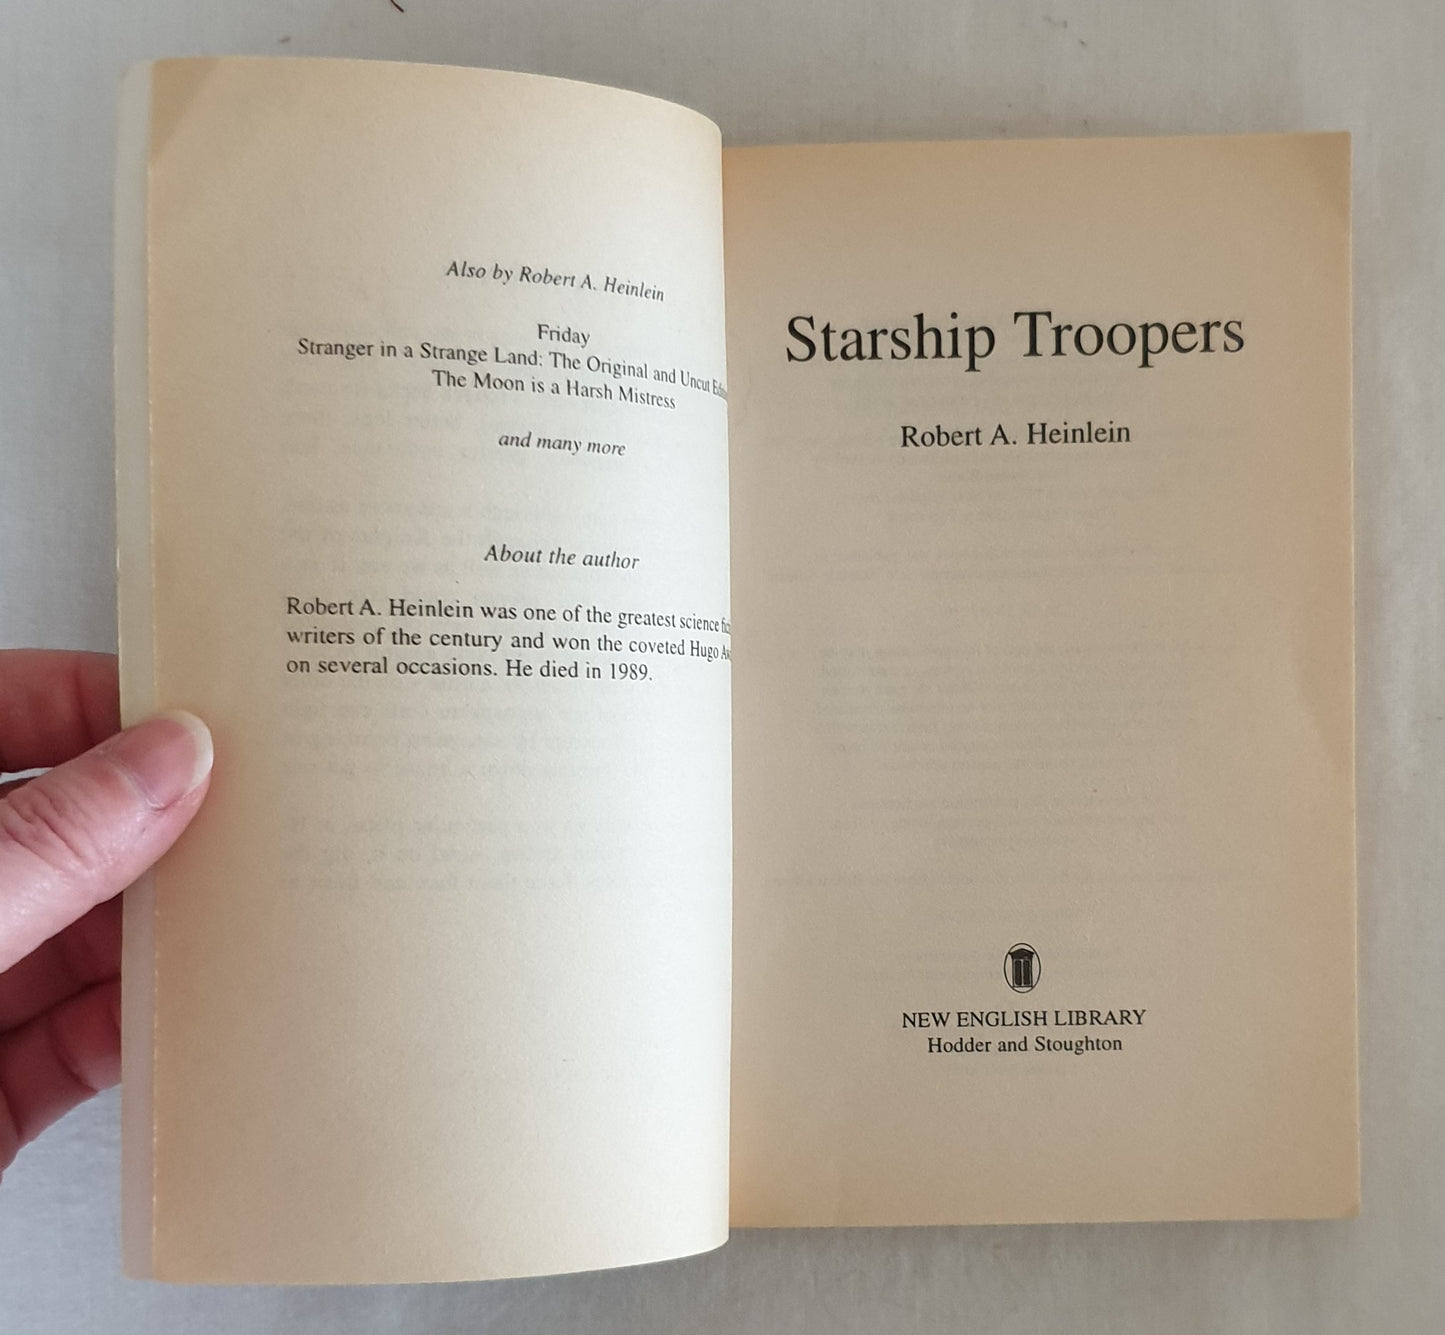 Also by Robert A. Heinlein
Friday
Stranger in a Strange Land: The Original and Uncut
The Moon is a Harsh Mistress
and many more
About the author
Robert A. Heinlein was one of the greatest science
writers of the century and won the coveted Hugo
on several occasions. He died in 1989.
Starship Troopers
Robert A. Heinlein
NEW ENGLISH LIBRARY
Hodder and Stoughton